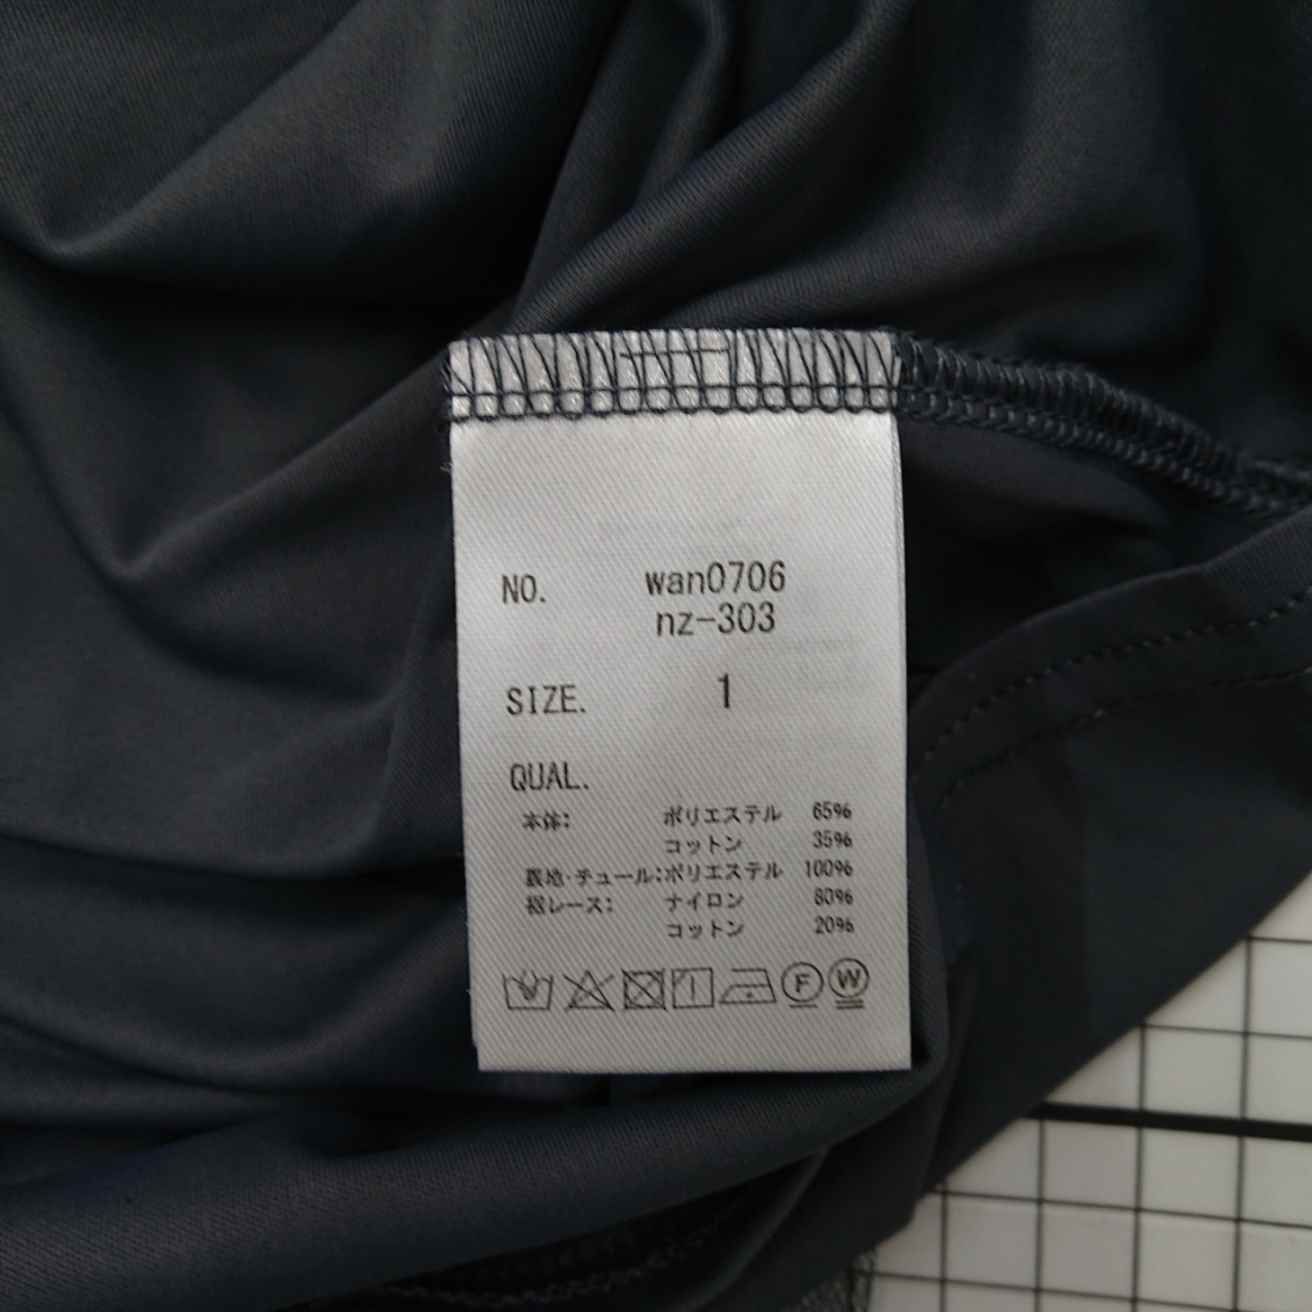 NO. wan0706
nz-303
SIZE. 1
QUAL.
本体: ポリエステル 65%
コットン 35%
裏地・チュール:ポリエステル 100%
裾レース: ナイロン 80%
コットン 20%
F W